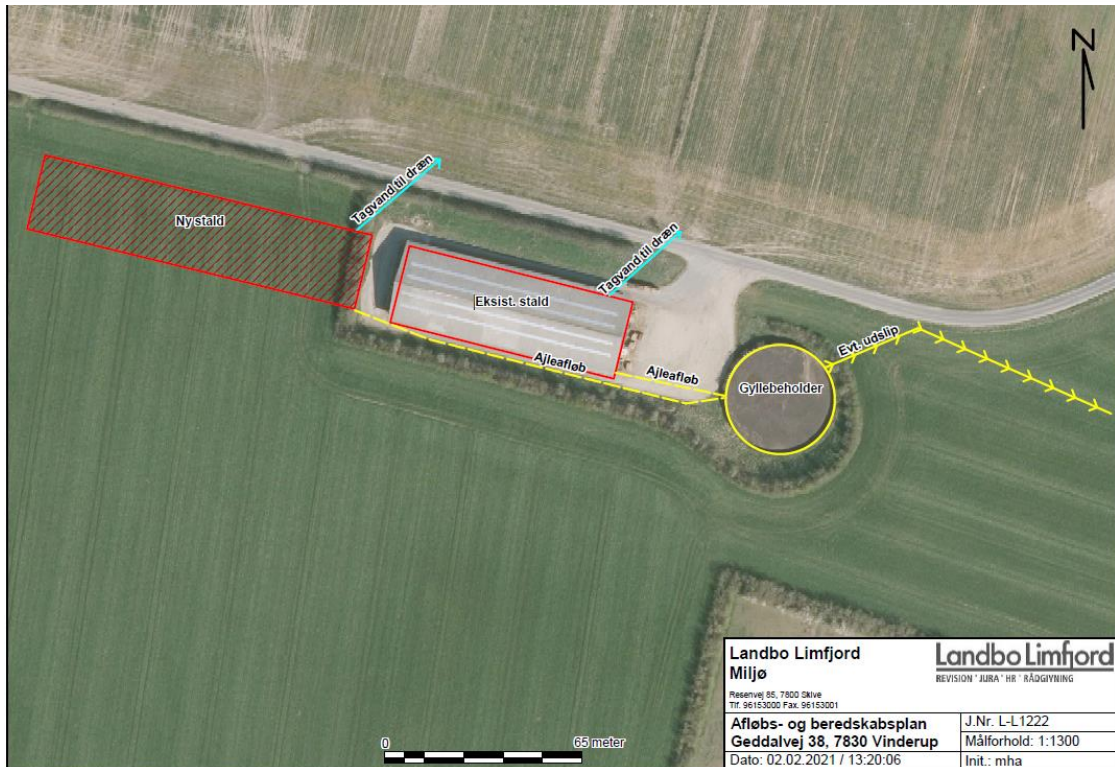 N
Tagvand til dræn
Ny stald
Tagvand til dræn
Eksist. stald
Evt. udslip
Ajleafløb
Ajleafløb
Gyllebeholder
0 65 meter
Landbo Limfjord
Miljø
Resenvej 85, 7800 Skive
Tlf. 96153000 Fax. 96153001
LandboLimfjord
REVISION * JURA * HR * RÅDGIVNING
Afløbs- og beredskabsplan
Geddalvej 38, 7830 Vinderup
Dato: 02.02.2021 / 13:20:06
J.Nr. L-L1222
Målforhold: 1:1300
Init.: mha